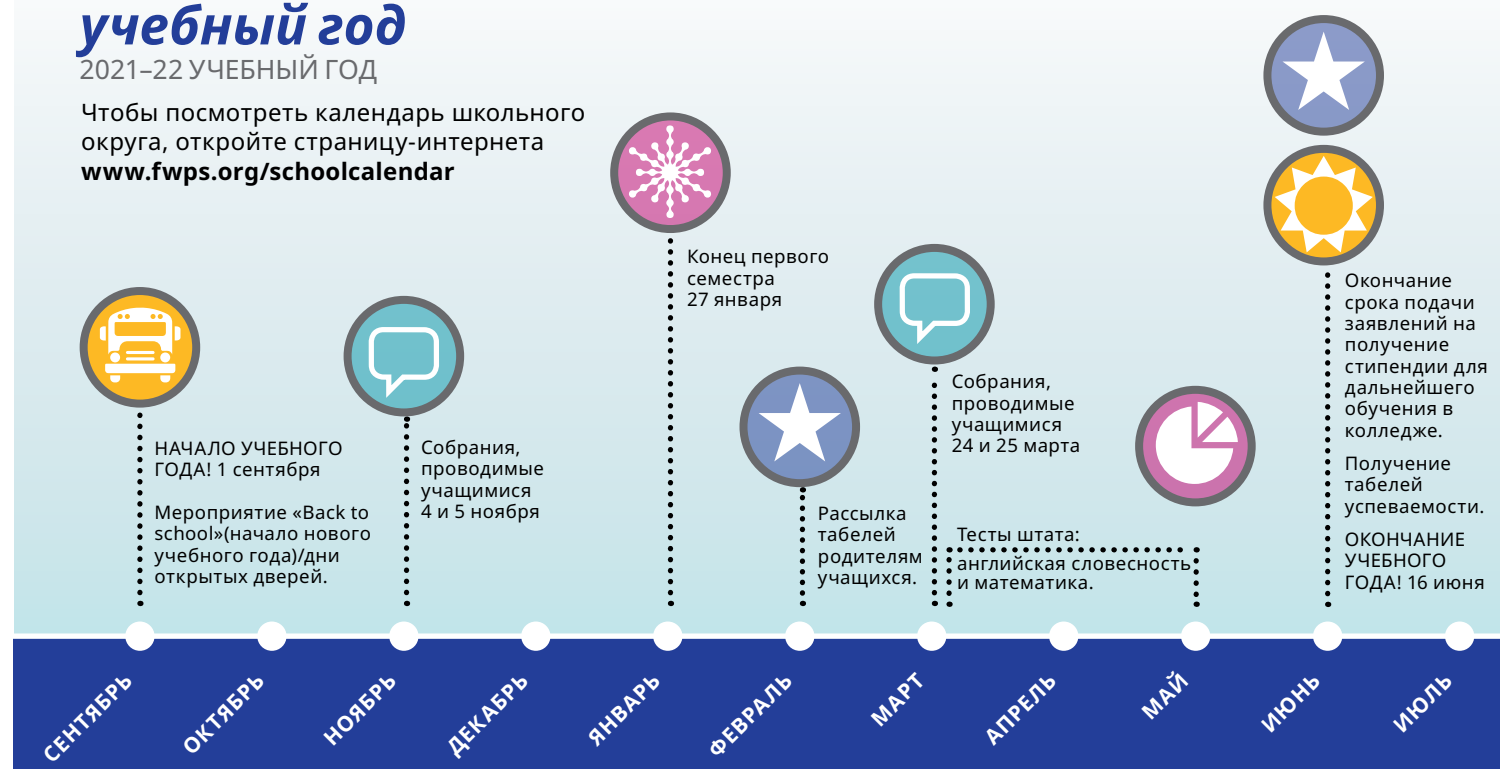 учебный год
2021–22 УЧЕБНЫЙ ГОД
Чтобы посмотреть календарь школьного
округа, откройте страницу-интернета
www.fwps.org/schoolcalendar
НАЧАЛО УЧЕБНОГО
ГОДА! 1 сентября
Мероприятие «Back to
school»(начало нового
учебного года)/дни
открытых дверей.
Собрания,
проводимые
учащимися
4 и 5 ноября
Конец первого
семестра
27 января
Рассылка
табелей
родителям
учащихся.
Собрания,
проводимые
учащимися
24 и 25 марта
Тесты штата:
английская словесность
и математика.
Окончание
срока подачи
заявлений на
получение
стипендии для
дальнейшего
обучения в
колледже.
Получение
табелей
успеваемости.
ОКОНЧАНИЕ
УЧЕБНОГО
ГОДА! 16 июня
СЕНТЯБРЬ
ОКТЯБРЬ
НОЯБРЬ
ДЕКАБРЬ
ЯНВАРЬ
ФЕВРАЛЬ
МАРТ
АПРЕЛЬ
МАЙ
ИЮНЬ
ИЮЛЬ